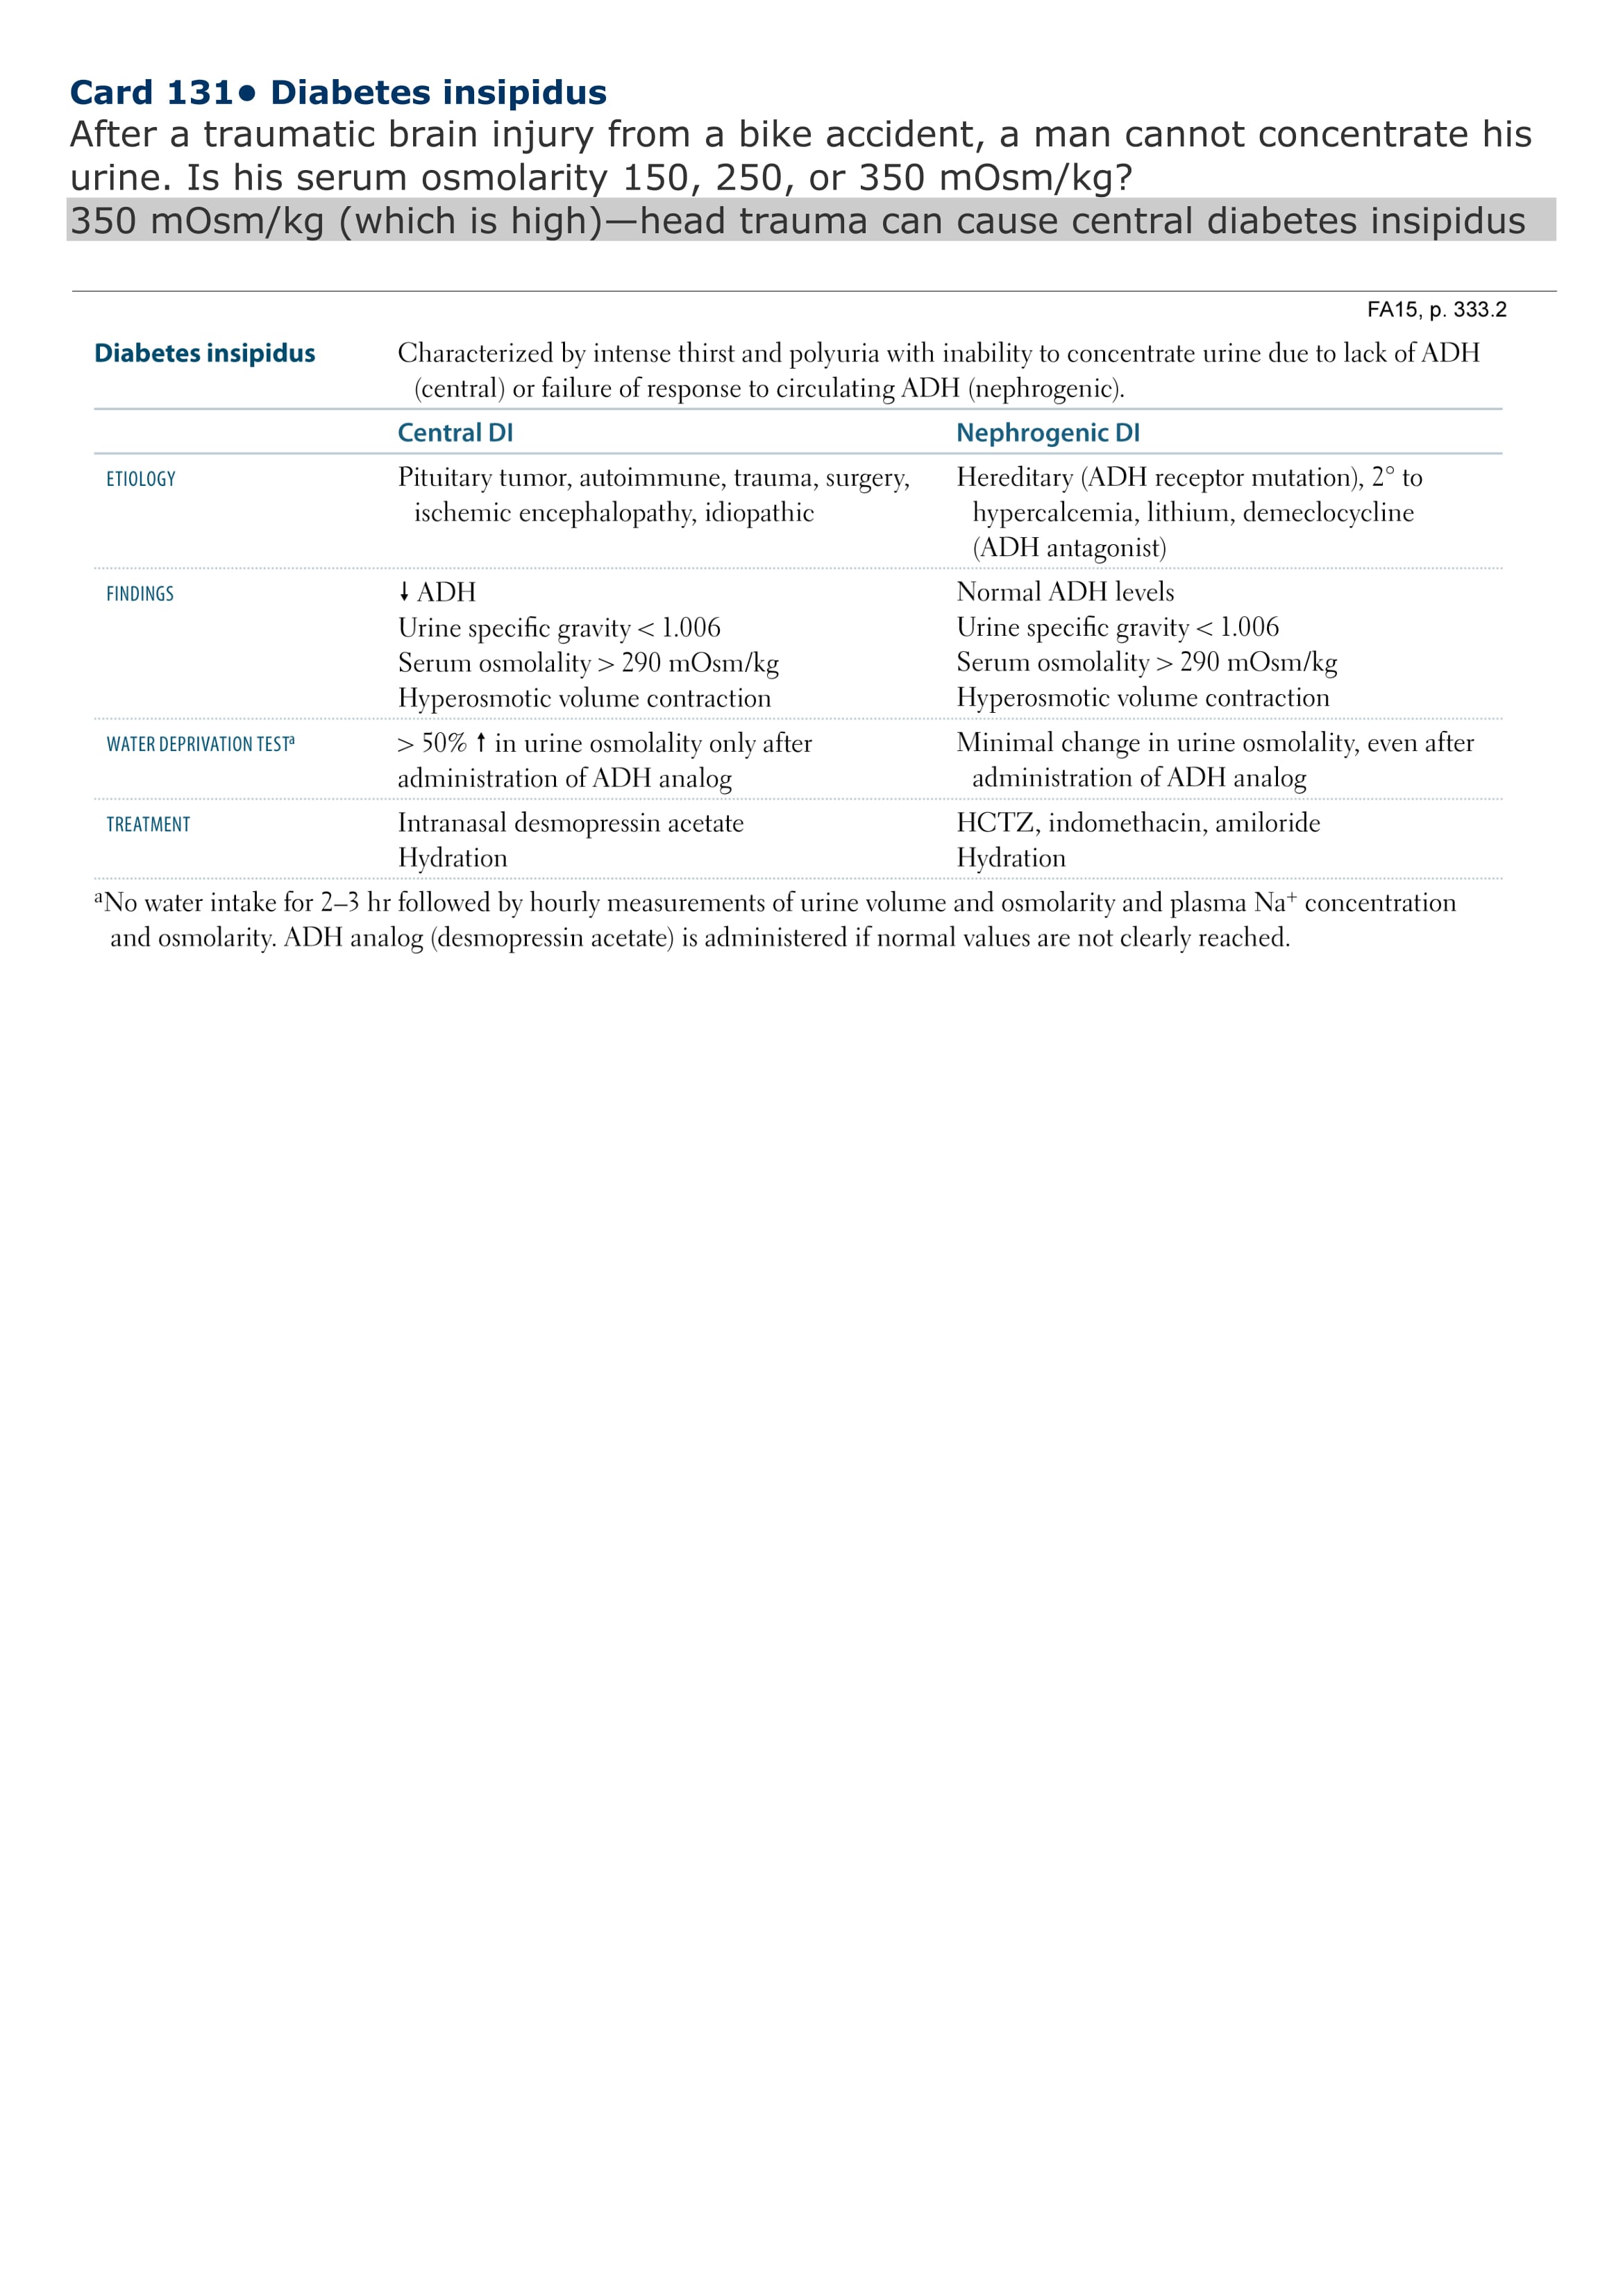 Card 131• Diabetes insipidus
After a traumatic brain injury from a bike accident, a man cannot concentrate his
urine. Is his serum osmolarity 150, 250, or 350 mOsm/kg?
350 mOsm/kg (which is high)—head trauma can cause central diabetes insipidus
FA15, p. 333.2
Diabetes insipidus Characterized by intense thirst and polyuria with inability to concentrate urine due to lack of ADH
(central) or failure of response to circulating ADH (nephrogenic).
Central DI Nephrogenic DI
ETIOLOGY Pituitary tumor, autoimmune, trauma, surgery, Hereditary (ADH receptor mutation), 2° to
ischemic encephalopathy, idiopathic hypercalcemia, lithium, demeclocycline
(ADH antagonist)
FINDINGS ↓ ADH Normal ADH levels
Urine specific gravity < 1.006 Urine specific gravity < 1.006
Serum osmolality > 290 mOsm/kg Serum osmolality > 290 mOsm/kg
Hyperosmotic volume contraction Hyperosmotic volume contraction
WATER DEPRIVATION TESTᵃ > 50% ↑ in urine osmolality only after Minimal change in urine osmolality, even after
administration of ADH analog administration of ADH analog
TREATMENT Intranasal desmopressin acetate HCTZ, indomethacin, amiloride
Hydration Hydration
ᵃNo water intake for 2–3 hr followed by hourly measurements of urine volume and osmolarity and plasma Na⁺ concentration
and osmolarity. ADH analog (desmopressin acetate) is administered if normal values are not clearly reached.